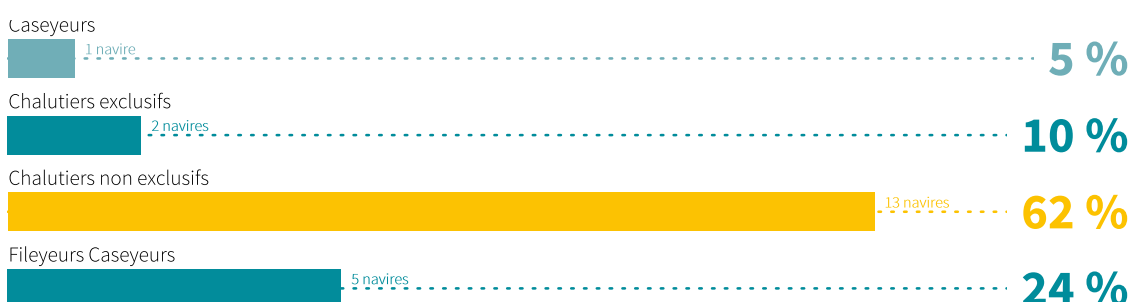 Caseyeurs
1 navire
5 %
Chalutiers exclusifs
2 navires
10 %
Chalutiers non exclusifs
13 navires
62 %
Fileyeurs Caseyeurs
5 navires
24 %